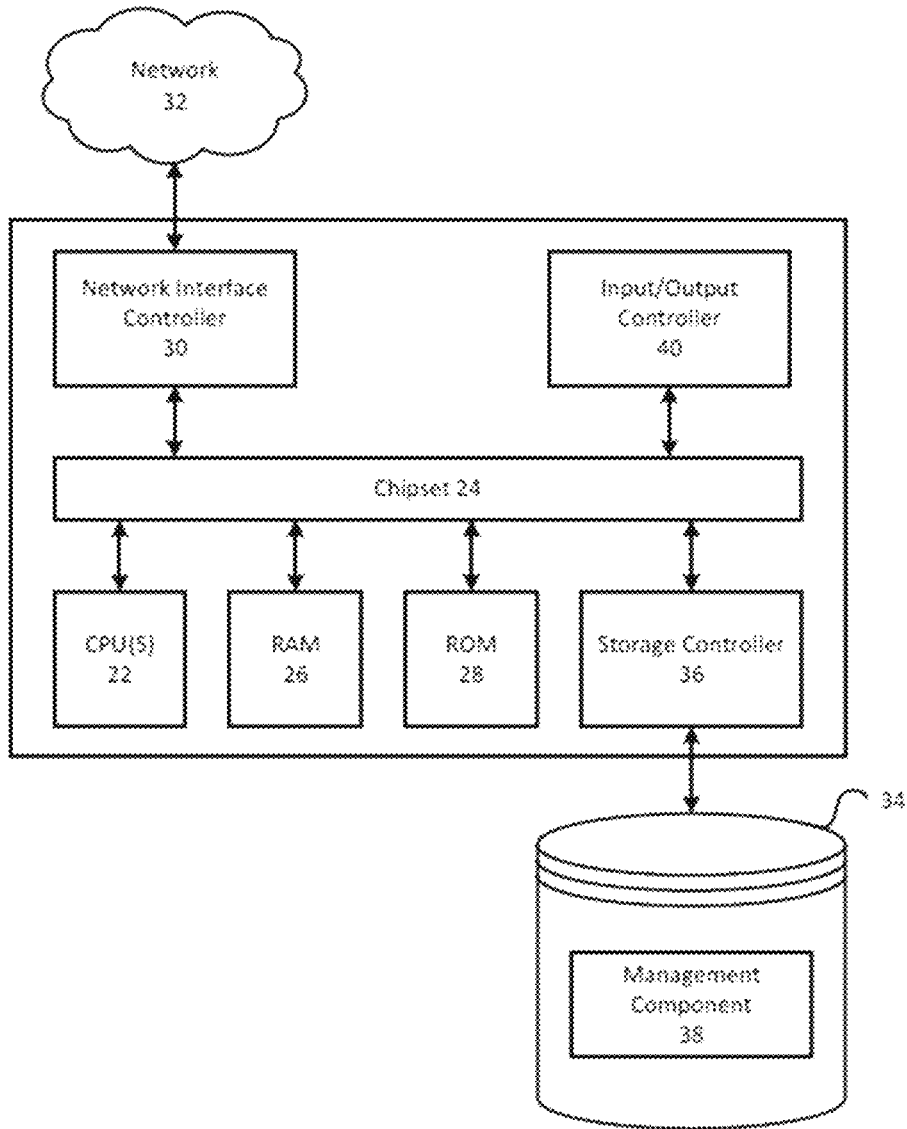 Network
32
Network Interface
Controller
30
Input/Output
Controller
40
Chipset 24
CPU(S)
22
RAM
26
ROM
28
Storage Controller
36
34
Management
Component
38